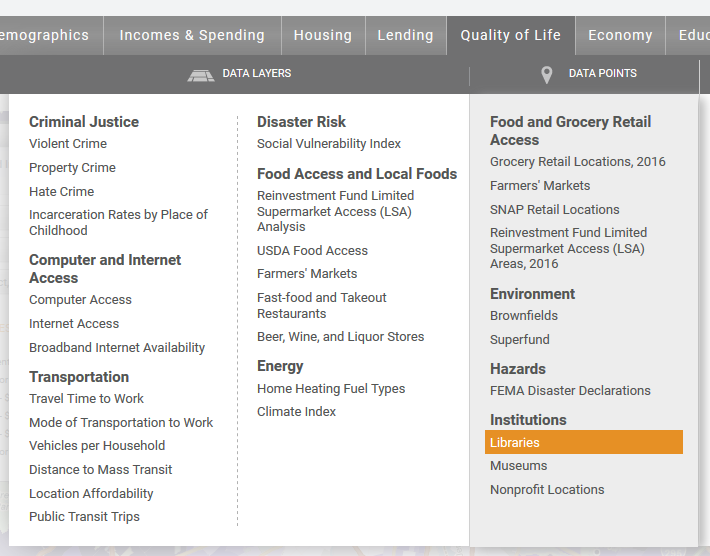 emographics
Incomes & Spending
Housing
Lending
Quality of Life
Economy
Educ
DATA LAYERS
DATA POINTS
Criminal Justice
Violent Crime
Property Crime
Hate Crime
Incarceration Rates by Place of
Childhood
Computer and Internet
Access
Computer Access
Internet Access
Broadband Internet Availability
Transportation
Travel Time to Work
Mode of Transportation to Work
Vehicles per Household
Distance to Mass Transit
Location Affordability
Public Transit Trips
Disaster Risk
Social Vulnerability Index
Food Access and Local Foods
Reinvestment Fund Limited
Supermarket Access (LSA)
Analysis
USDA Food Access
Farmers' Markets
Fast-food and Takeout
Restaurants
Beer, Wine, and Liquor Stores
Energy
Home Heating Fuel Types
Climate Index
Food and Grocery Retail
Access
Grocery Retail Locations, 2016
Farmers' Markets
SNAP Retail Locations
Reinvestment Fund Limited
Supermarket Access (LSA)
Areas, 2016
Environment
Brownfields
Superfund
Hazards
FEMA Disaster Declarations
Institutions
Libraries
Museums
Nonprofit Locations